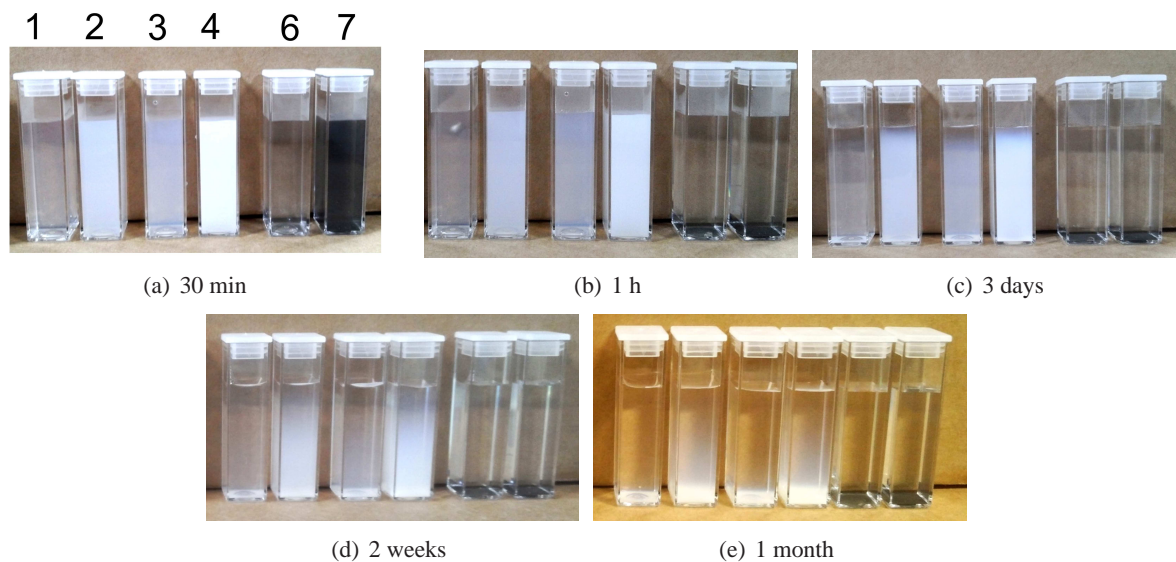 1 2 3 4 6 7
(a) 30 min
(b) 1 h
(c) 3 days
(d) 2 weeks
(e) 1 month